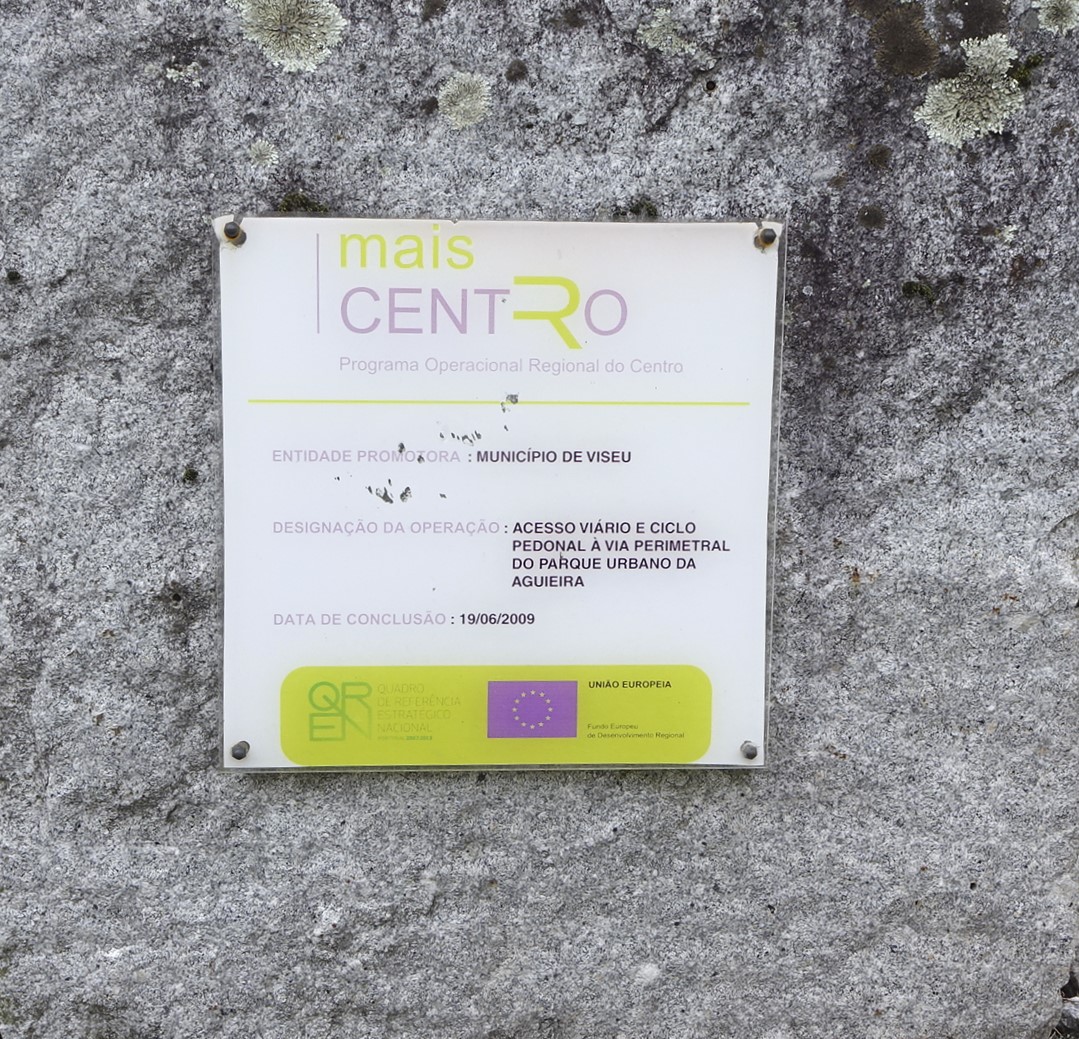 mais
CENTRO
Programa Operacional Regional do Centro
ENTIDADE PROMOTORA : MUNICÍPIO DE VISEU
DESIGNAÇÃO DA OPERAÇÃO : ACESSO VIÁRIO E CICLO
PEDONAL À VIA PERIMETRAL
DO PARQUE URBANO DA
AGUIEIRA
DATA DE CONCLUSÃO : 19/06/2009
QR
EN
QUADRO
DE REFERÊNCIA
ESTRATÉGICO
NACIONAL
UNIÃO EUROPEIA
Fundo Europeu
de Desenvolvimento Regional